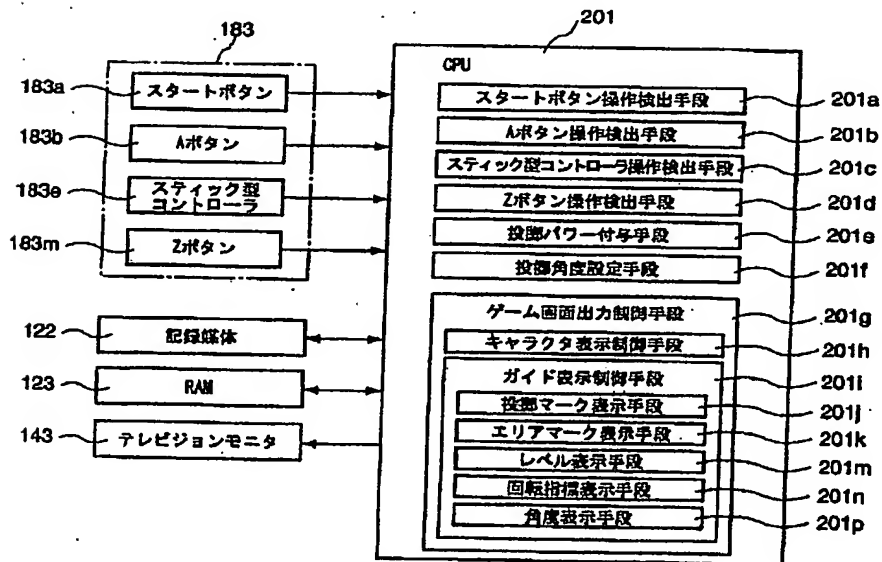 183
201
183a
スタートボタン
183b
Aボタン
183e
スティック型
コントローラ
183m
Zボタン
122
記録媒体
123
RAM
143
テレビジョンモニタ
CPU
スタートボタン操作検出手段
201a
Aボタン操作検出手段
201b
スティック型コントローラ操作検出手段
201c
Zボタン操作検出手段
201d
投擲パワー付与手段
201e
投擲角度設定手段
201f
ゲーム画面出力制御手段
201g
キャラクタ表示制御手段
201h
ガイド表示制御手段
201i
投擲マーク表示手段
201j
エリアマーク表示手段
201k
レベル表示手段
201m
回転指標表示手段
201n
角度表示手段
201p